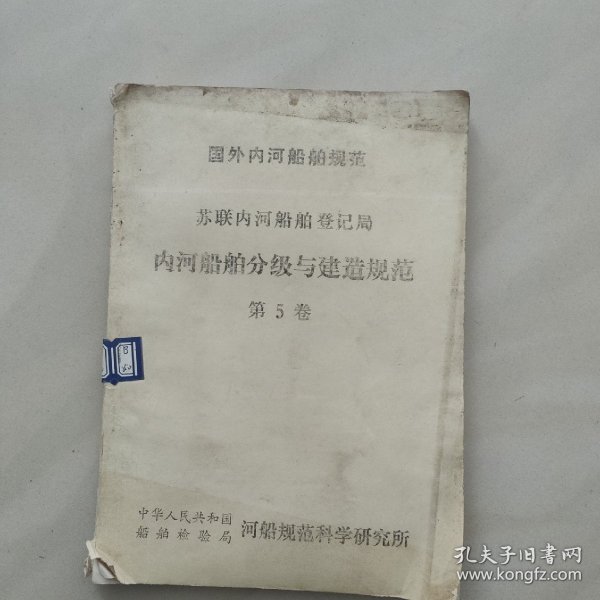 国外内河船舶规范
苏联内河船舶登记局
内河船舶分级与建造规范
第5卷
中华人民共和国
船舶检验局
河船规范科学研究所
孔夫子旧书网
www.kongfz.com